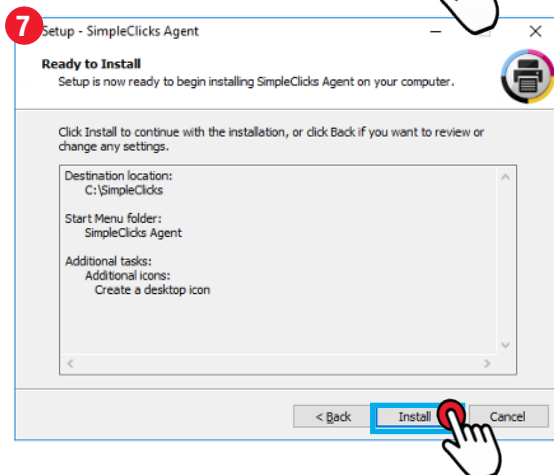 7
Setup - SimpleClicks Agent
Ready to Install
Setup is now ready to begin installing SimpleClicks Agent on your computer.
Click Install to continue with the installation, or click Back if you want to review or
change any settings.
Destination location:
C:\SimpleClicks
Start Menu folder:
SimpleClicks Agent
Additional tasks:
Additional icons:
Create a desktop icon
< Back
Install
Cancel